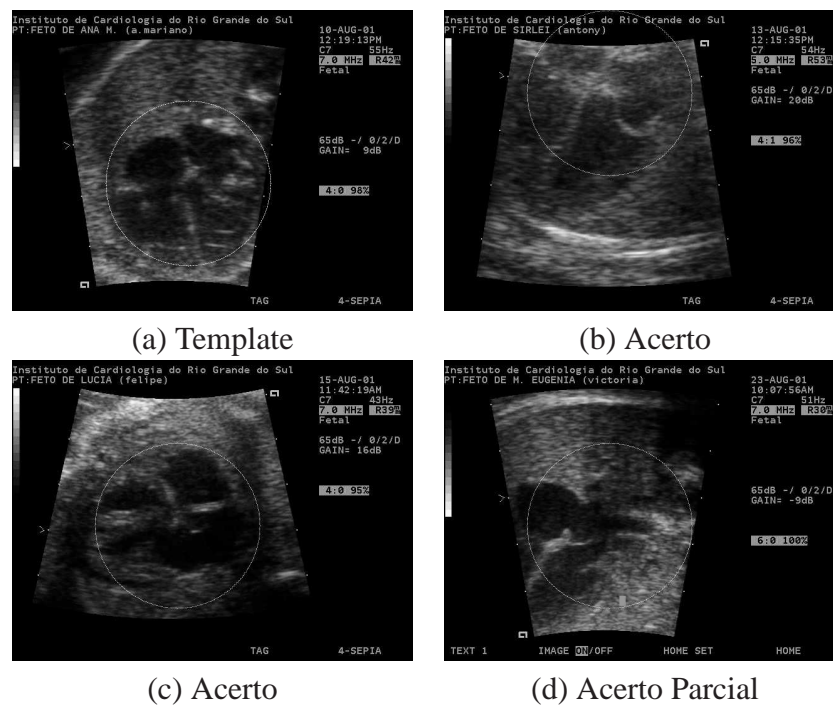 Instituto de Cardiologia do Rio Grande do Sul
PT:FETO DE ANA M. (a.mariano)
10-AUG-01
12:19:13PM
C7 55Hz
7.0 MHz R42m
Fetal
65dB -/ 0/2/D
GAIN= 9dB
4:0 98%
TAG 4-SEPIA
(a) Template
Instituto de Cardiologia do Rio Grande do Sul
PT:FETO DE SIRLEI (antony)
13-AUG-01
12:15:35PM
C7 54Hz
5.0 MHz R53m
Fetal
65dB -/ 0/2/D
GAIN= 20dB
4:1 96%
TAG 4-SEPIA
(b) Acerto
Instituto de Cardiologia do Rio Grande do Sul
PT:FETO DE LUCIA (felipe)
15-AUG-01
11:42:19AM
C7 43Hz
7.0 MHz R39m
Fetal
65dB -/ 0/2/D
GAIN= 16dB
4:0 95%
TAG 4-SEPIA
(c) Acerto
Instituto de Cardiologia do Rio Grande do Sul
PT:FETO DE M. EUGENIA (victoria)
23-AUG-01
10:07:56AM
C7 51Hz
7.0 MHz R30m
Fetal
65dB -/ 0/2/D
GAIN= -9dB
6:0 100%
TEXT 1 IMAGE ON/OFF HOME SET HOME
(d) Acerto Parcial